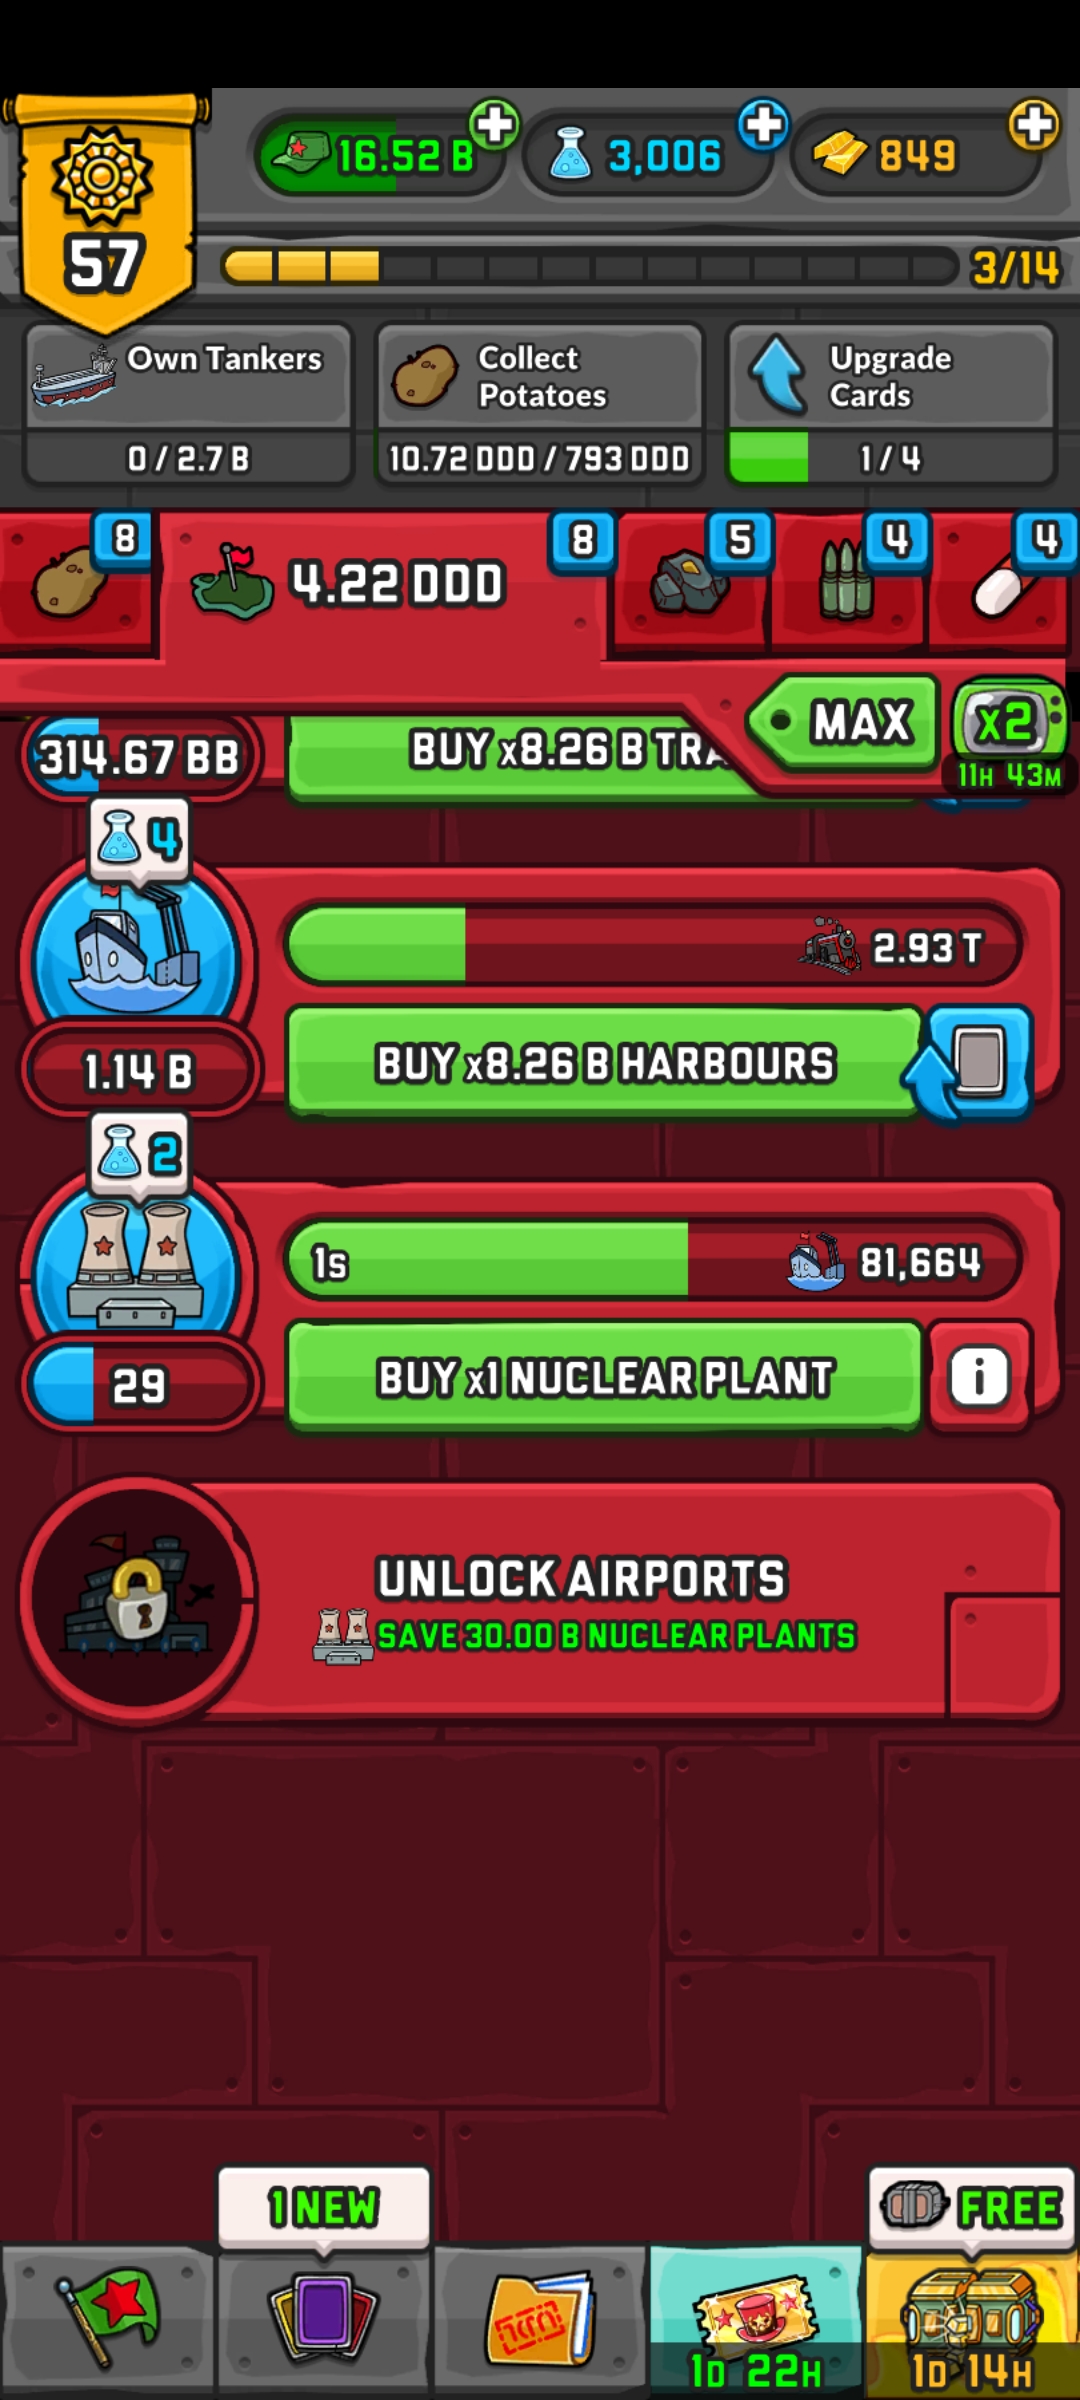 16.52 B
3,006
849
57
3/14
Own Tankers
0 / 2.7 B
Collect
Potatoes
10.72 DDD / 793 DDD
Upgrade
Cards
1 / 4
8
4.22 DDD
8
5
4
4
MAX
x2
11H 43M
314.67 BB
BUY x8.26 B
4
2.93 T
1.14 B
BUY x8.26 B HARBOURS
2
1s
81,664
29
BUY x1 NUCLEAR PLANT
i
UNLOCK AIRPORTS
SAVE 30.00 B NUCLEAR PLANTS
1 NEW
FREE
1D 22H
1D 14H